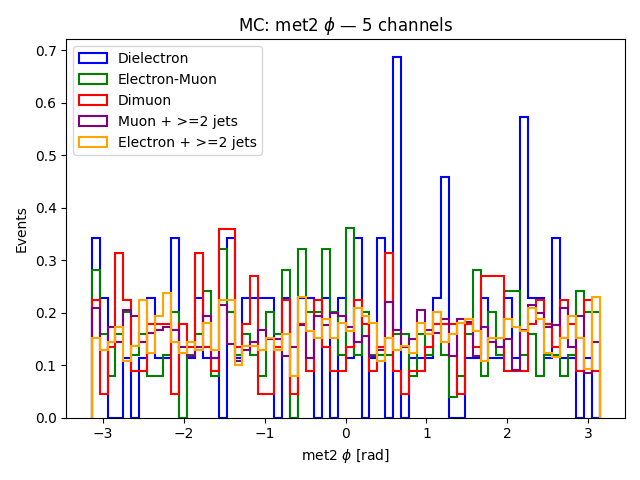 MC: met2 ϕ — 5 channels
Dielectron
Electron-Muon
Dimuon
Muon + >=2 jets
Electron + >=2 jets
Events
0.7
0.6
0.5
0.4
0.3
0.2
0.1
0.0
−3 −2 −1 0 1 2 3
met2 ϕ [rad]